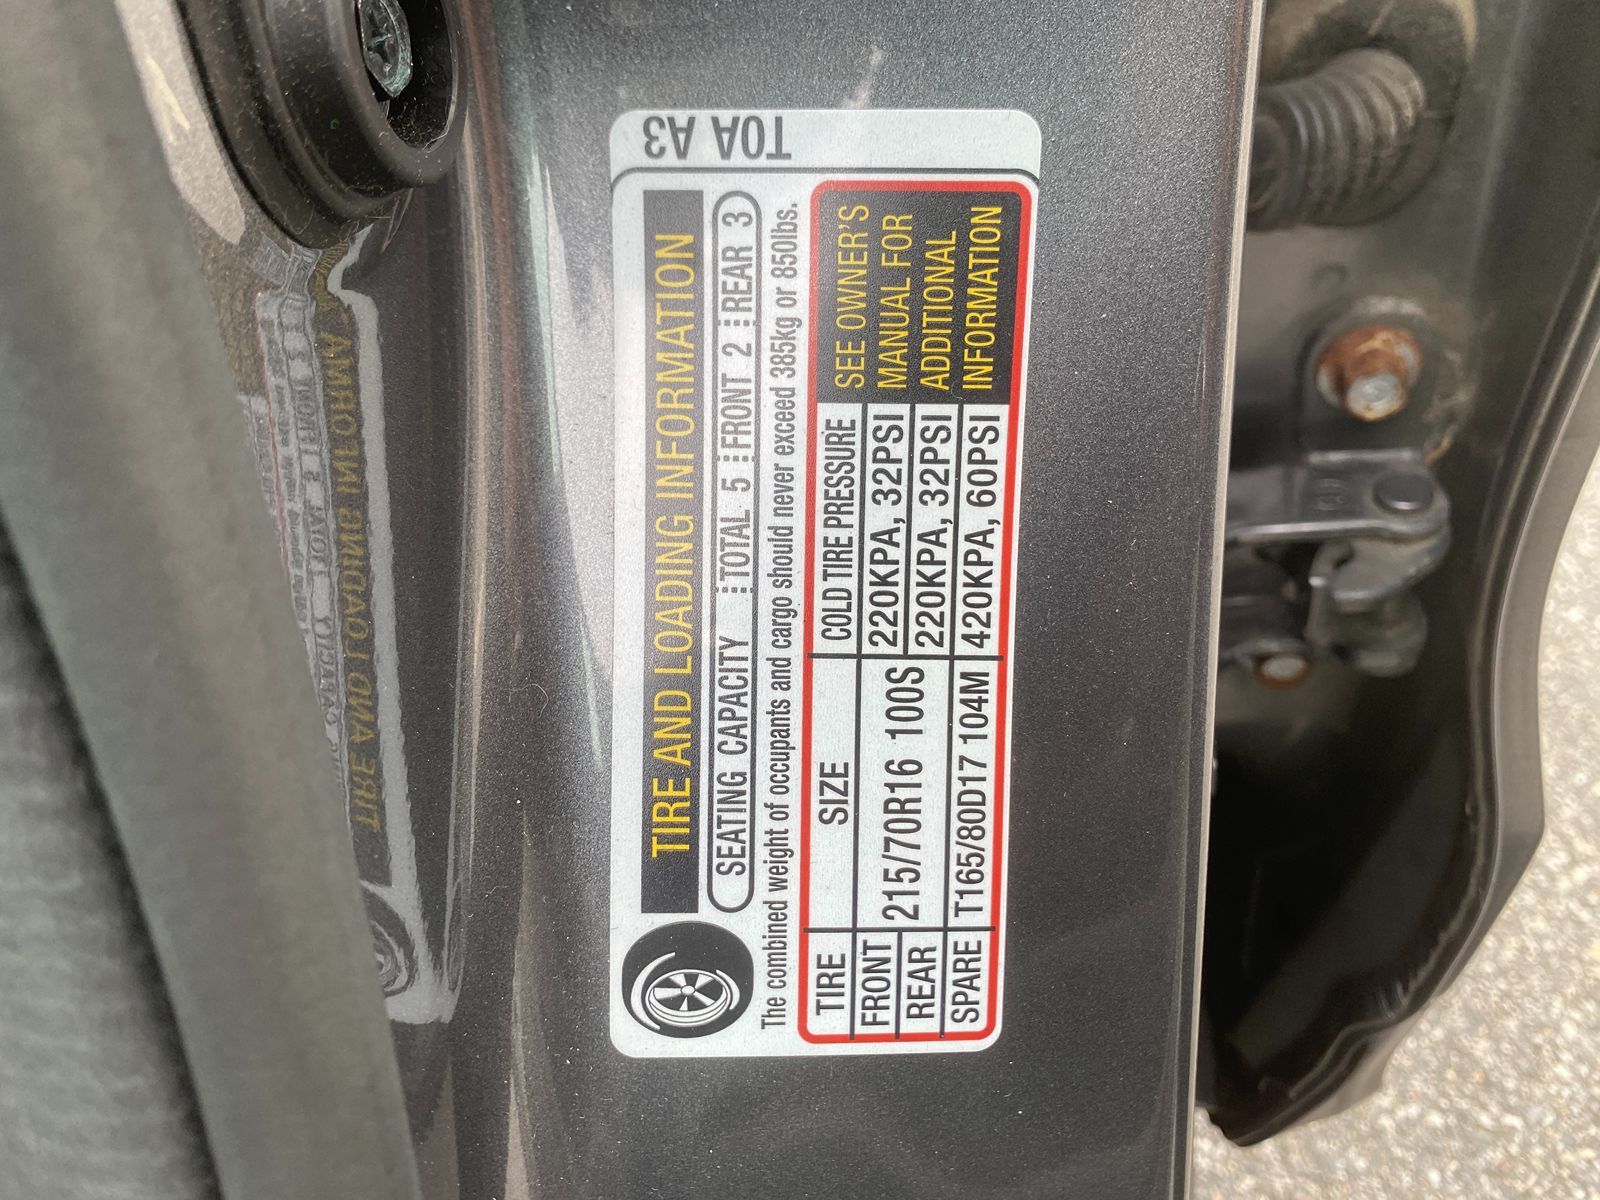 T0A A3
TIRE AND LOADING INFORMATION
SEATING CAPACITY TOTAL 5 FRONT 2 REAR 3
The combined weight of occupants and cargo should never exceed 385kg or 850lbs.
TIRE SIZE COLD TIRE PRESSURE
FRONT 215/70R16 100S 220KPA, 32PSI
REAR 220KPA, 32PSI
SPARE T165/80D17 104M 420KPA, 60PSI
SEE OWNER'S
MANUAL FOR
ADDITIONAL
INFORMATION